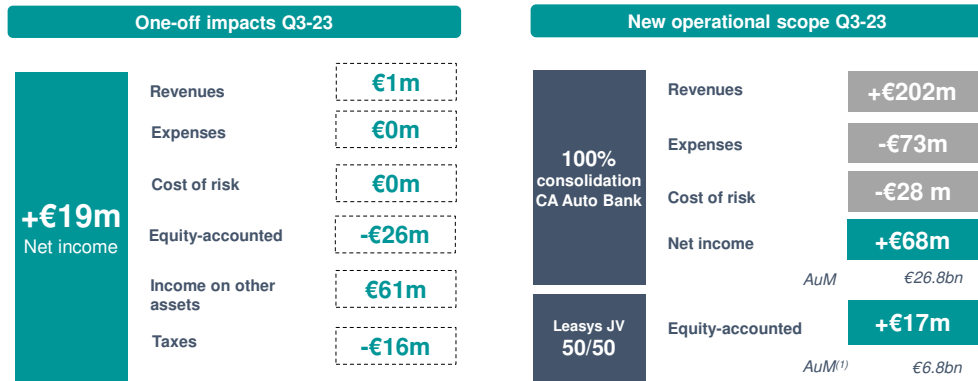 One-off impacts Q3-23
+€19m
Net income
Revenues
€1m
Expenses
€0m
Cost of risk
€0m
Equity-accounted
-€26m
Income on other
assets
€61m
Taxes
-€16m
New operational scope Q3-23
100%
consolidation
CA Auto Bank
Revenues
+€202m
Expenses
-€73m
Cost of risk
-€28 m
Net income
+€68m
AuM
€26.8bn
Leasys JV
50/50
Equity-accounted
+€17m
AuM(1)
€6.8bn